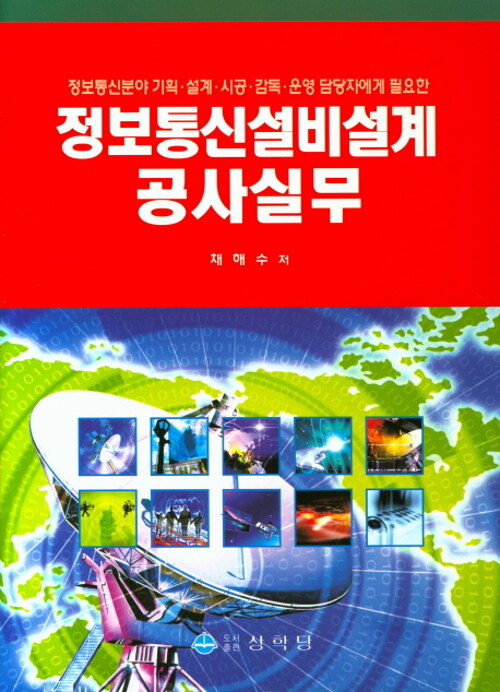 정보통신분야 기획·설계·시공·감독·운영 담당자에게 필요한
정보통신설비설계
공사실무
채해수 저
도서출판 상학당